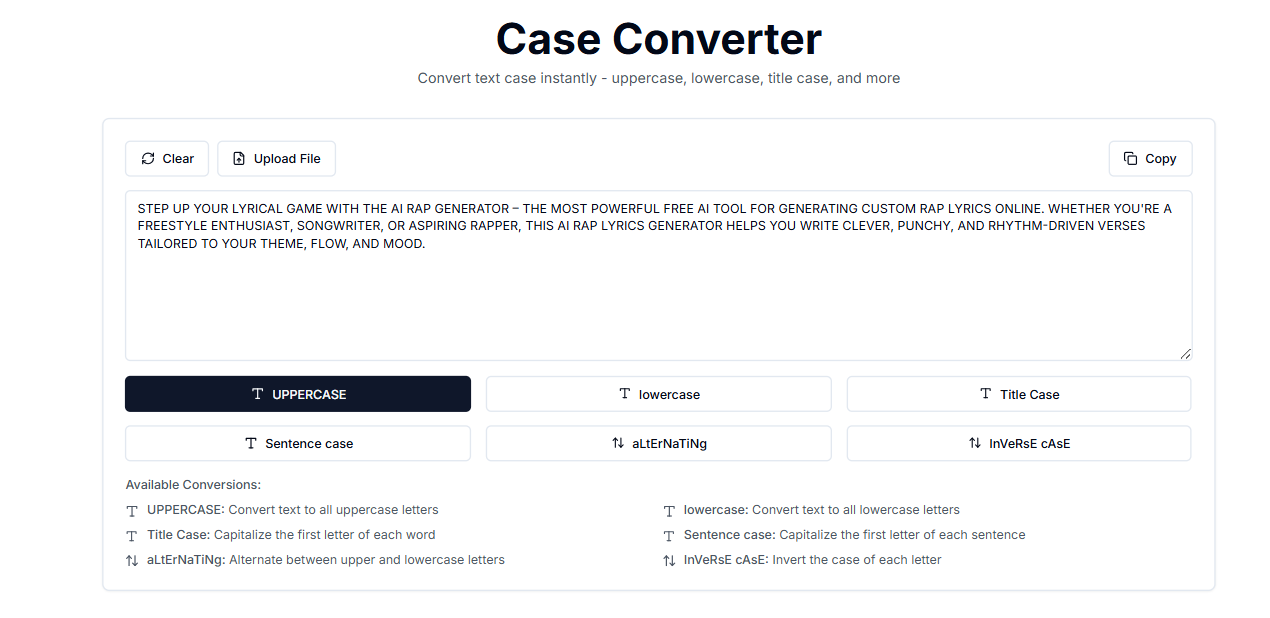 Case Converter
Convert text case instantly - uppercase, lowercase, title case, and more
Clear
Upload File
Copy
STEP UP YOUR LYRICAL GAME WITH THE AI RAP GENERATOR – THE MOST POWERFUL FREE AI TOOL FOR GENERATING CUSTOM RAP LYRICS ONLINE. WHETHER YOU'RE A
FREESTYLE ENTHUSIAST, SONGWRITER, OR ASPIRING RAPPER, THIS AI RAP LYRICS GENERATOR HELPS YOU WRITE CLEVER, PUNCHY, AND RHYTHM-DRIVEN VERSES
TAILORED TO YOUR THEME, FLOW, AND MOOD.
UPPERCASE
lowercase
Title Case
Sentence case
aLtErNaTiNg
InVeRsE cAsE
Available Conversions:
UPPERCASE: Convert text to all uppercase letters
lowercase: Convert text to all lowercase letters
Title Case: Capitalize the first letter of each word
Sentence case: Capitalize the first letter of each sentence
aLtErNaTiNg: Alternate between upper and lowercase letters
InVeRsE cAsE: Invert the case of each letter